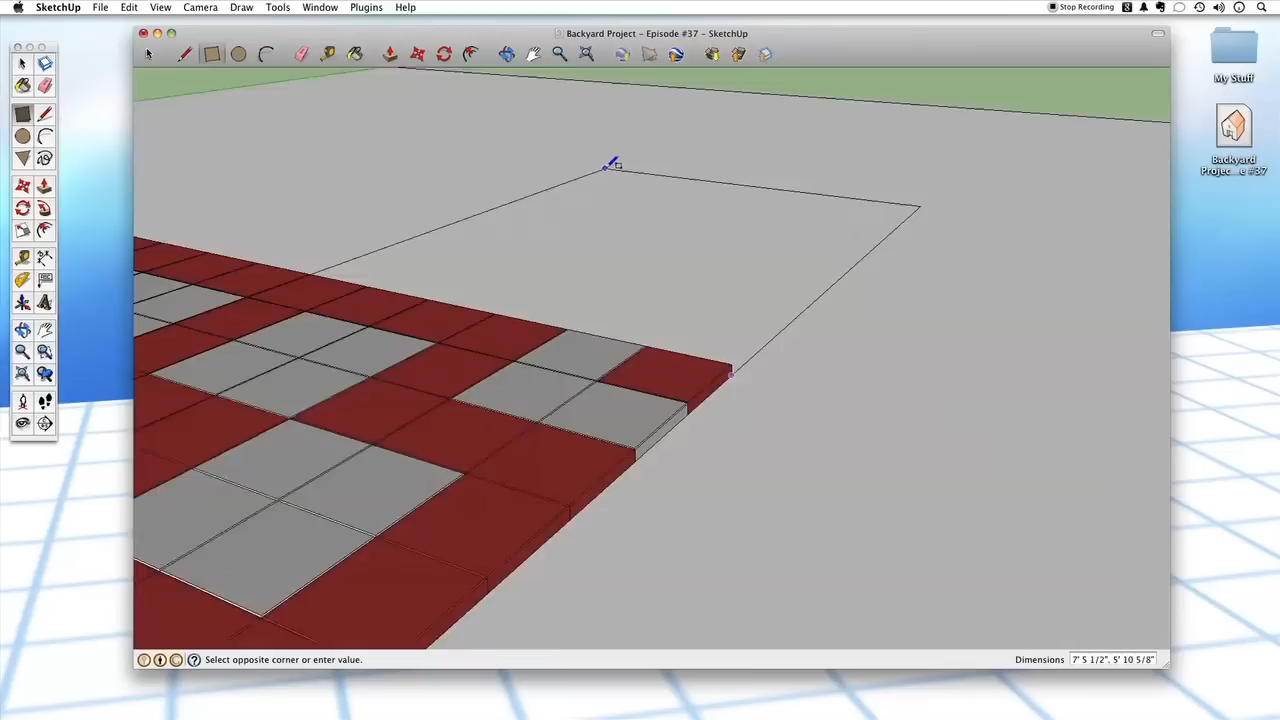 SketchUp File Edit View Camera Draw Tools Window Plugins Help
Stop Recording
Backyard Project - Episode #37 - SketchUp
My Stuff
Backyard
Projec...e #37
Select opposite corner or enter value.
Dimensions 7' 5 1/2", 5' 10 5/8"